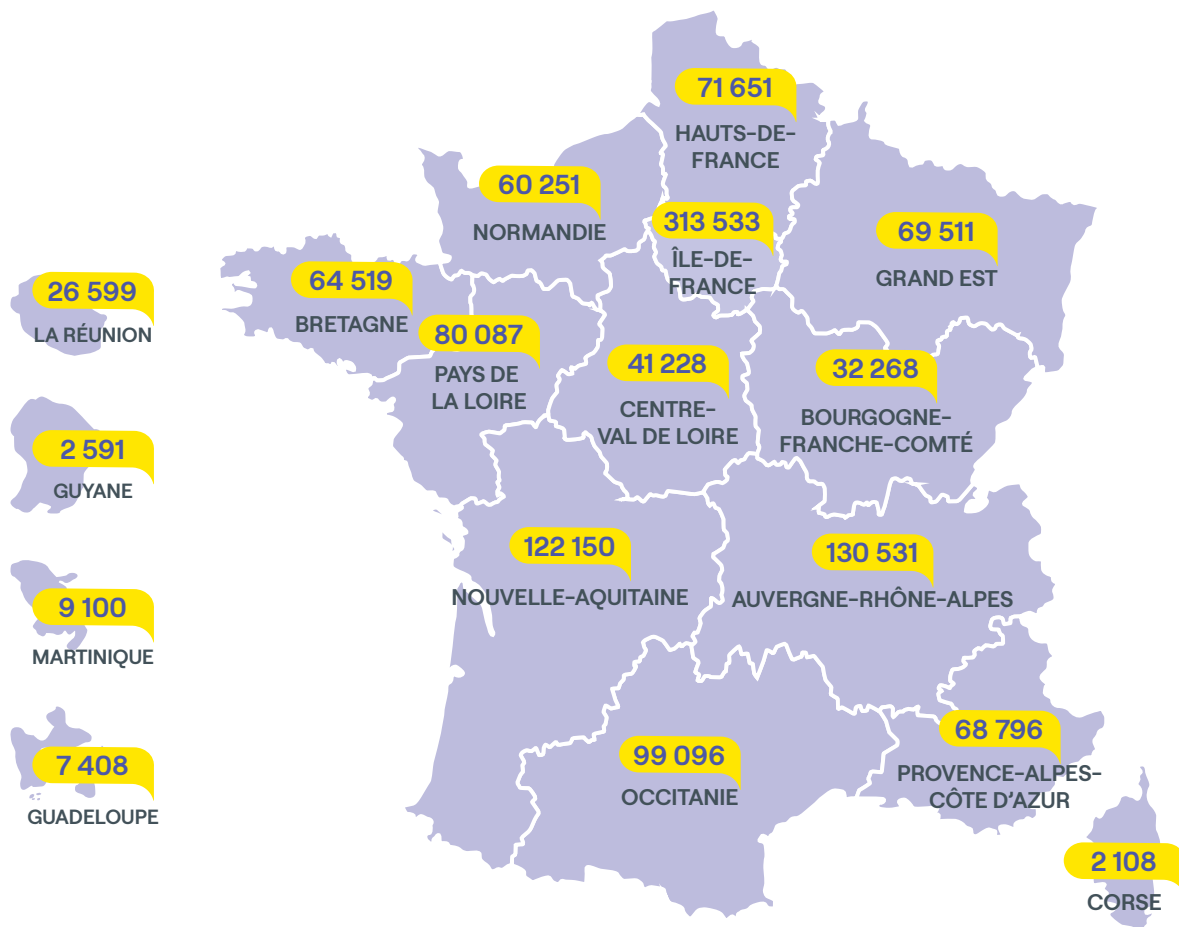 71 651
HAUTS-DE-
FRANCE
60 251
NORMANDIE
313 533
ÎLE-DE-
FRANCE
69 511
GRAND EST
64 519
BRETAGNE
80 087
PAYS DE
LA LOIRE
41 228
CENTRE-
VAL DE LOIRE
32 268
BOURGOGNE-
FRANCHE-COMTÉ
26 599
LA RÉUNION
2 591
GUYANE
9 100
MARTINIQUE
7 408
GUADELOUPE
122 150
NOUVELLE-AQUITAINE
130 531
AUVERGNE-RHÔNE-ALPES
99 096
OCCITANIE
68 796
PROVENCE-ALPES-
CÔTE D'AZUR
2 108
CORSE